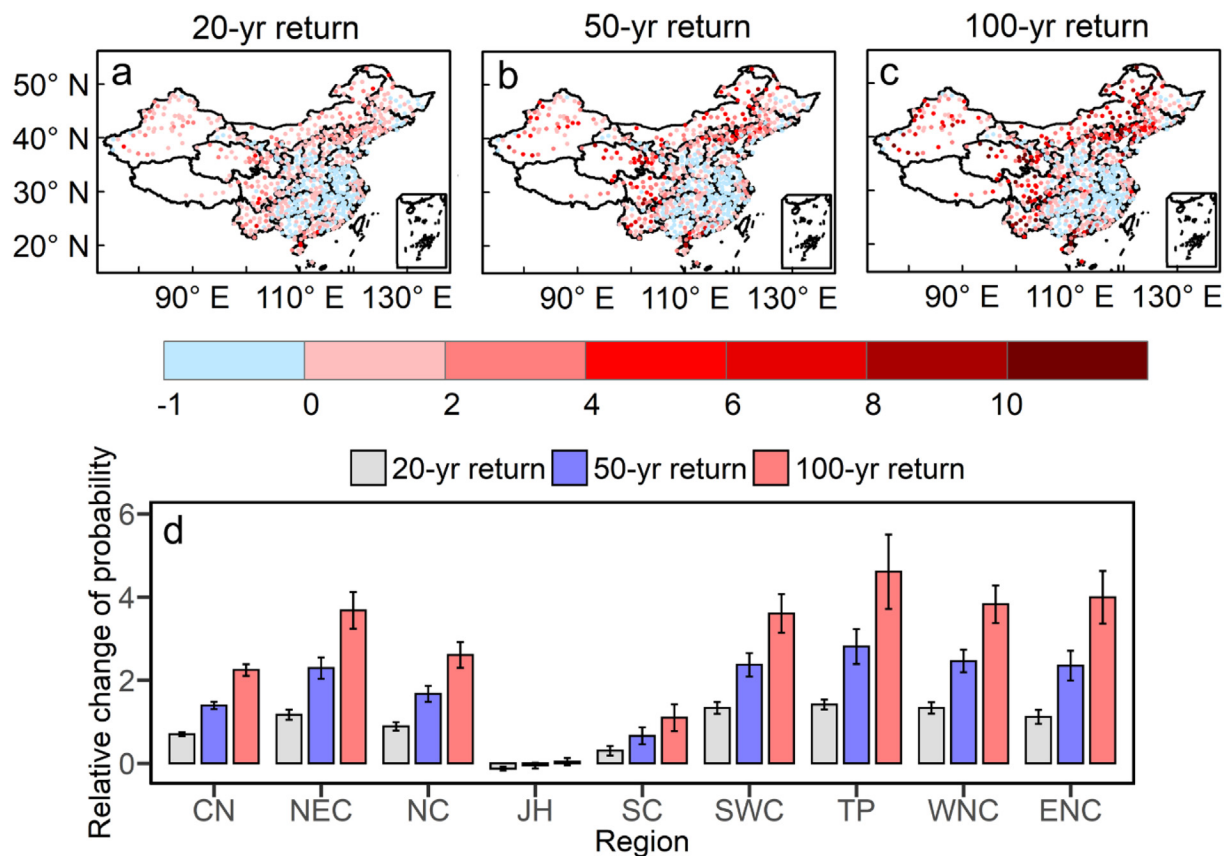 20-yr return 50-yr return 100-yr return
a b c
50° N
40° N
30° N
20° N
90° E 110° E 130° E 90° E 110° E 130° E 90° E 110° E 130° E
-1 0 2 4 6 8 10
20-yr return 50-yr return 100-yr return
d
Relative change of probability
6
4
2
0
CN NEC NC JH SC SWC TP WNC ENC
Region